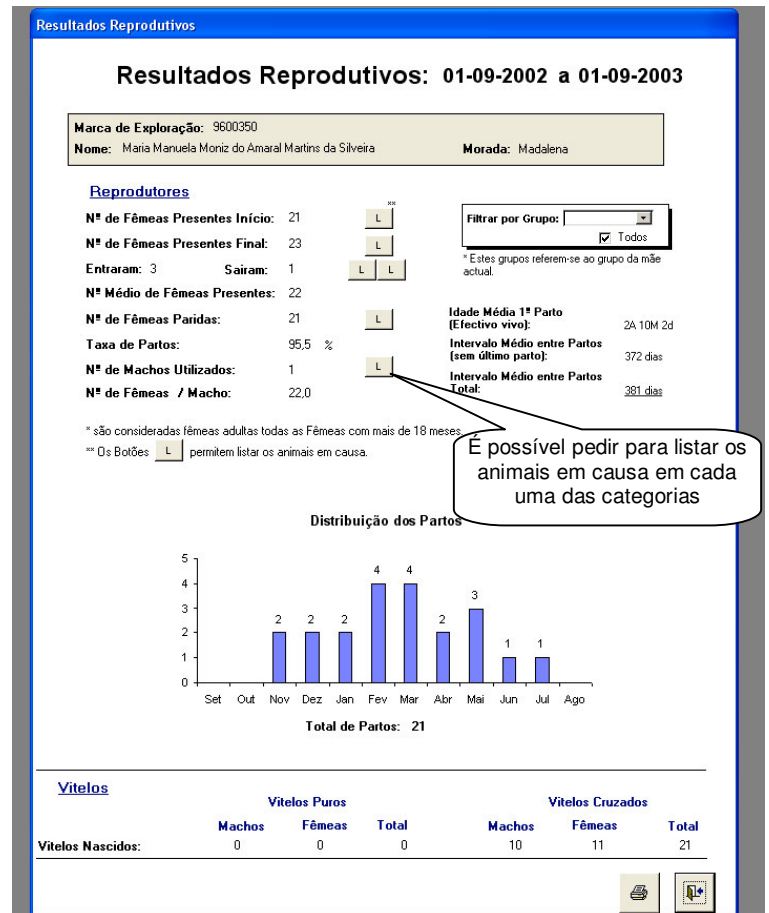 Resultados Reprodutivos
Resultados Reprodutivos: 01-09-2002 a 01-09-2003
Marca de Exploração: 9600350
Nome: Maria Manuela Moniz do Amaral Martins da Silveira Morada: Madalena
Reprodutores
**
Nº de Fêmeas Presentes Início: 21 L
Filtrar por Grupo:
Todos
Nº de Fêmeas Presentes Final: 23 L
* Estes grupos referem-se ao grupo da mãe
actual.
Entraram: 3 Sairam: 1 L L
Nº Médio de Fêmeas Presentes: 22
Nº de Fêmeas Paridas: 21 L
Taxa de Partos: 95,5 %
Nº de Machos Utilizados: 1 L
Nº de Fêmeas / Macho: 22,0
Idade Média 1º Parto
(Efectivo vivo): 2A 10M 2d
Intervalo Médio entre Partos
(sem último parto): 372 dias
Intervalo Médio entre Partos
Total: 381 dias
* são consideradas fêmeas adultas todas as Fêmeas com mais de 18 meses.
** Os Botões L permitem listar os animais em causa.
É possível pedir para listar os
animais em causa em cada
uma das categorias
Distribuição dos Partos
5
4
3
2
1
0
2 2 2 4 4 2 3 1 1
Set Out Nov Dez Jan Fev Mar Abr Mai Jun Jul Ago
Total de Partos: 21
Vitelos
Vitelos Puros Vitelos Cruzados
Machos Fêmeas Total Machos Fêmeas Total
Vitelos Nascidos: 0 0 0 10 11 21